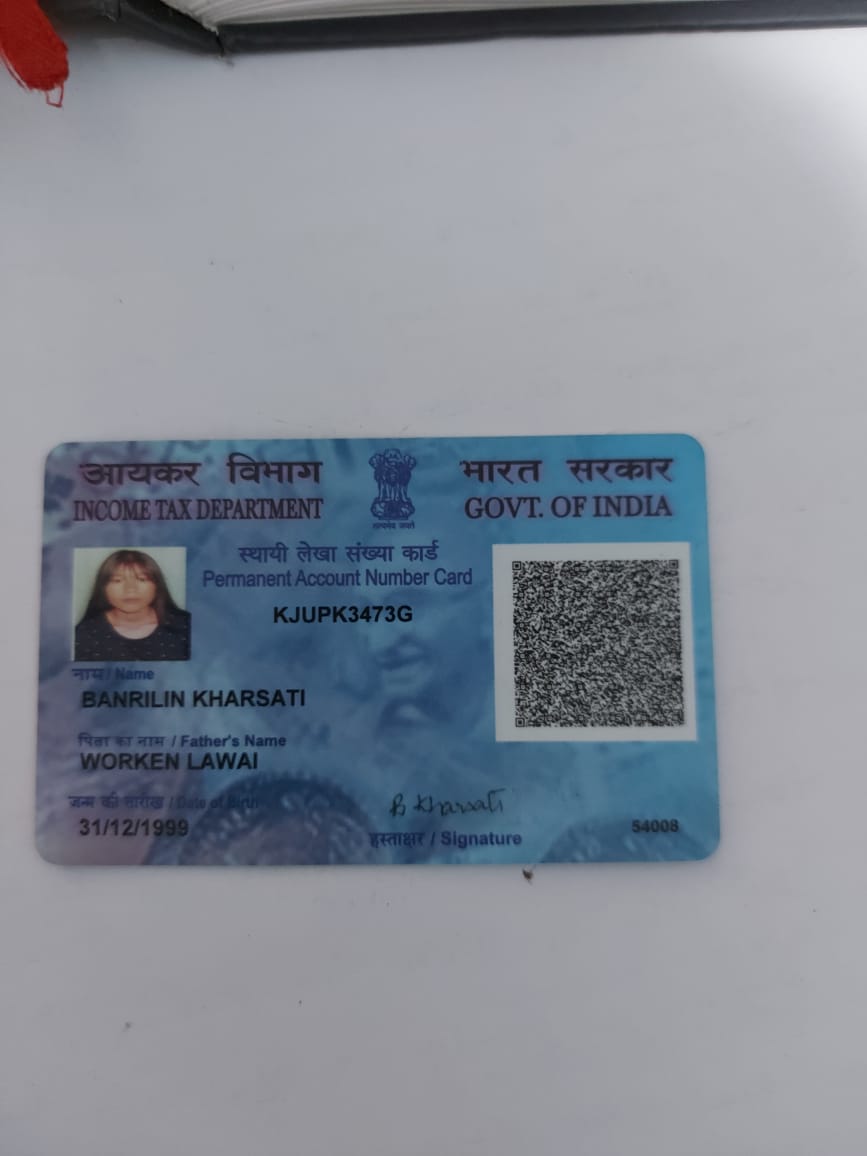 आयकर विभाग
INCOME TAX DEPARTMENT
सत्यमेव जयते
भारत सरकार
GOVT. OF INDIA
स्थायी लेखा संख्या कार्ड
Permanent Account Number Card
KJUPK3473G
नाम / Name
BANRILIN KHARSATI
पिता का नाम / Father's Name
WORKEN LAWAI
जन्म की तारीख / Date of Birth
31/12/1999
B Kharsati
हस्ताक्षर / Signature
54008